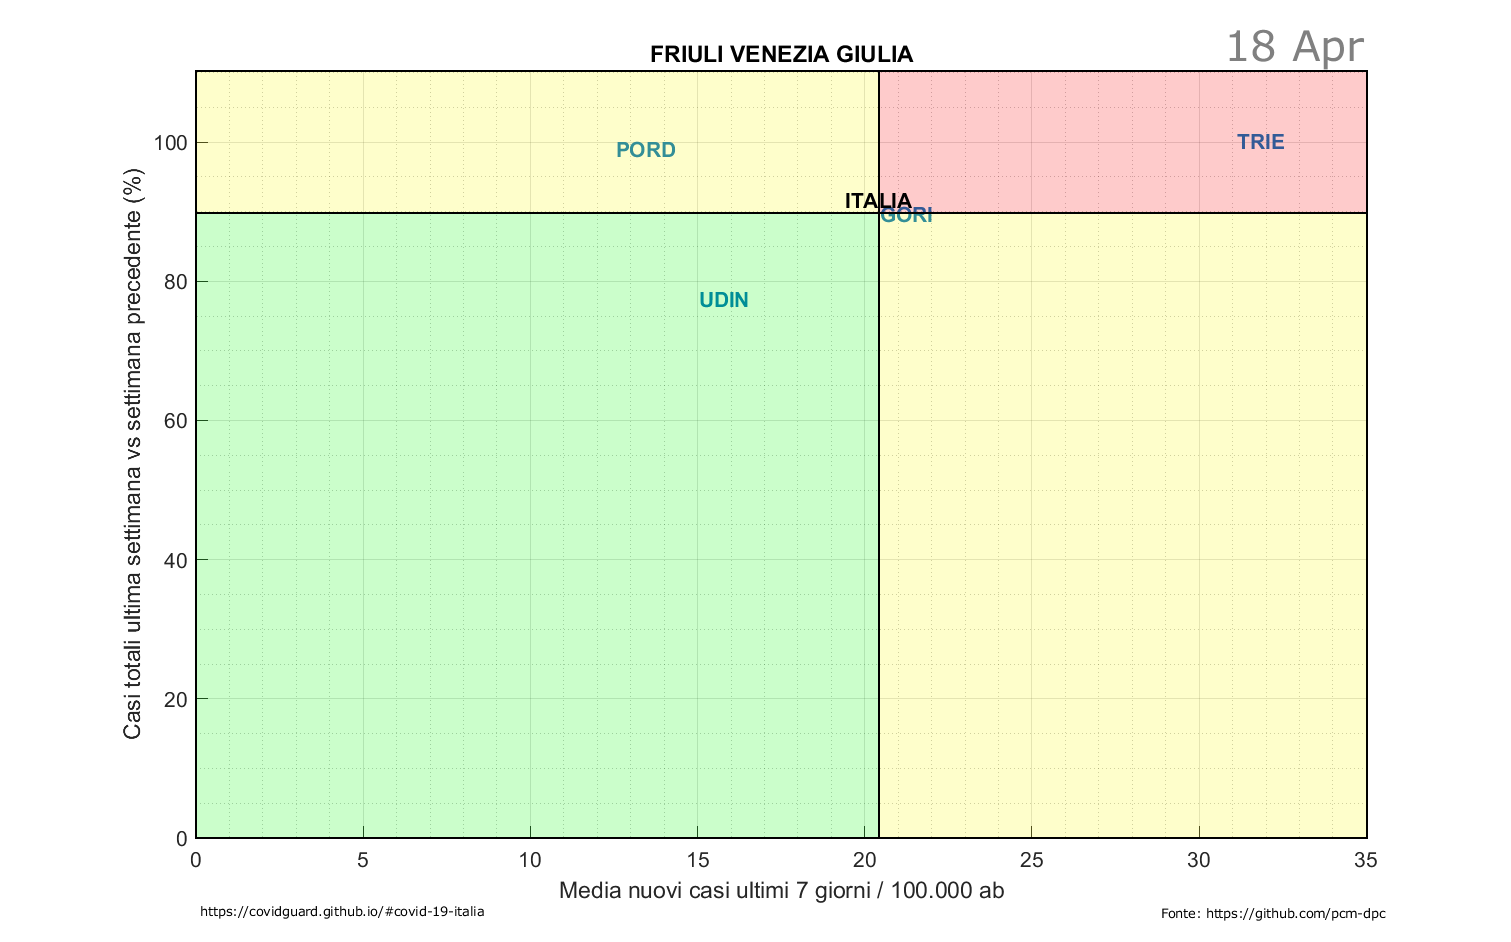 18 Apr
FRIULI VENEZIA GIULIA
Casi totali ultima settimana vs settimana precedente (%)
100
80
60
40
20
0
PORD
TRIE
ITALIA
GORI
UDIN
0 5 10 15 20 25 30 35
Media nuovi casi ultimi 7 giorni / 100.000 ab
https://covidguard.github.io/#covid-19-italia
Fonte: https://github.com/pcm-dpc